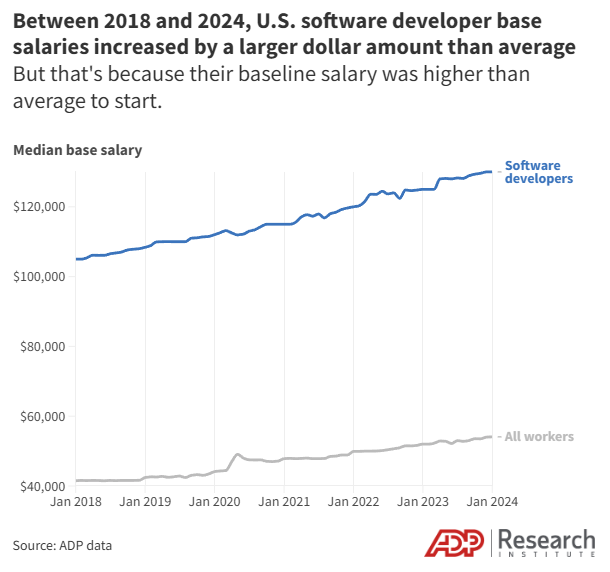 Between 2018 and 2024, U.S. software developer base
salaries increased by a larger dollar amount than average
But that's because their baseline salary was higher than
average to start.
Median base salary
Software
developers
$120,000
$100,000
$80,000
$60,000
All workers
$40,000
Jan 2018 Jan 2019 Jan 2020 Jan 2021 Jan 2022 Jan 2023 Jan 2024
Source: ADP data
ADP Research
INSTITUTE